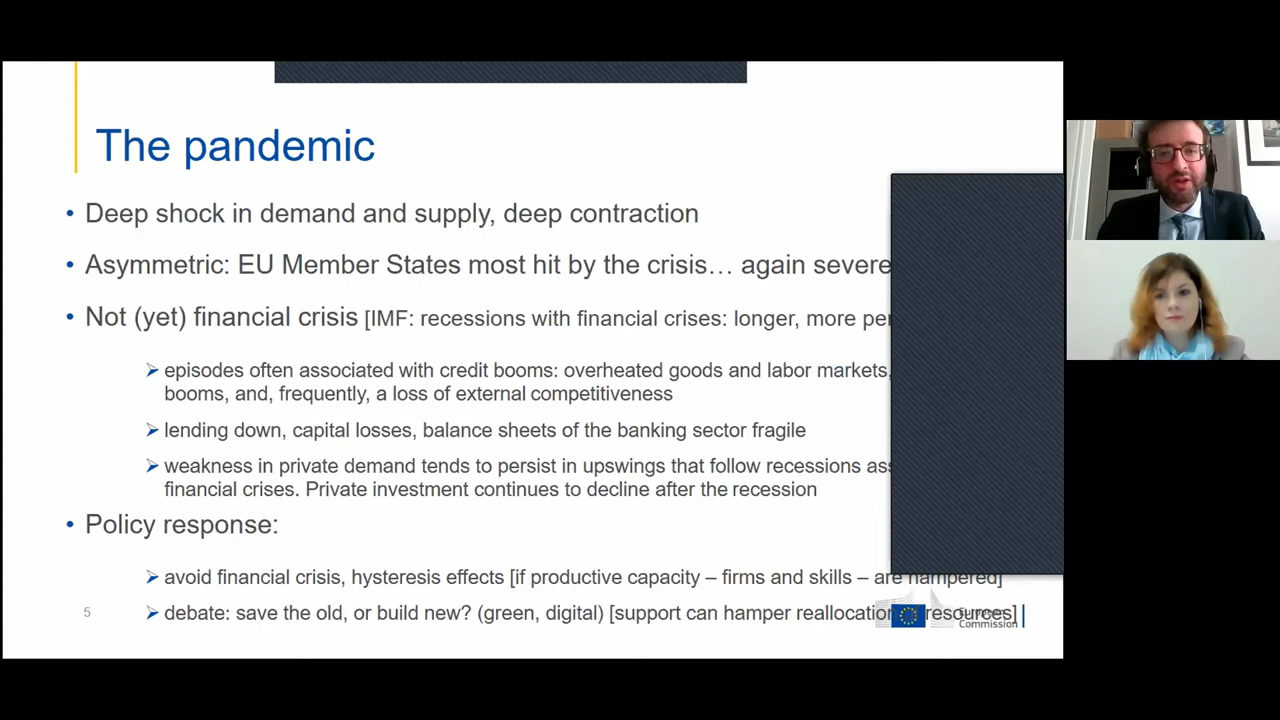 The pandemic
• Deep shock in demand and supply, deep contraction
• Asymmetric: EU Member States most hit by the crisis… again severe
• Not (yet) financial crisis [IMF: recessions with financial crises: longer, more
➢ episodes often associated with credit booms: overheated goods and labor markets,
booms, and, frequently, a loss of external competitiveness
➢ lending down, capital losses, balance sheets of the banking sector fragile
➢ weakness in private demand tends to persist in upswings that follow recessions
financial crises. Private investment continues to decline after the recession
• Policy response:
➢ avoid financial crisis, hysteresis effects [if productive capacity – firms and skills – are hampered]
➢ debate: save the old, or build new? (green, digital) [support can hamper reallocation resources]
5
European
Commission